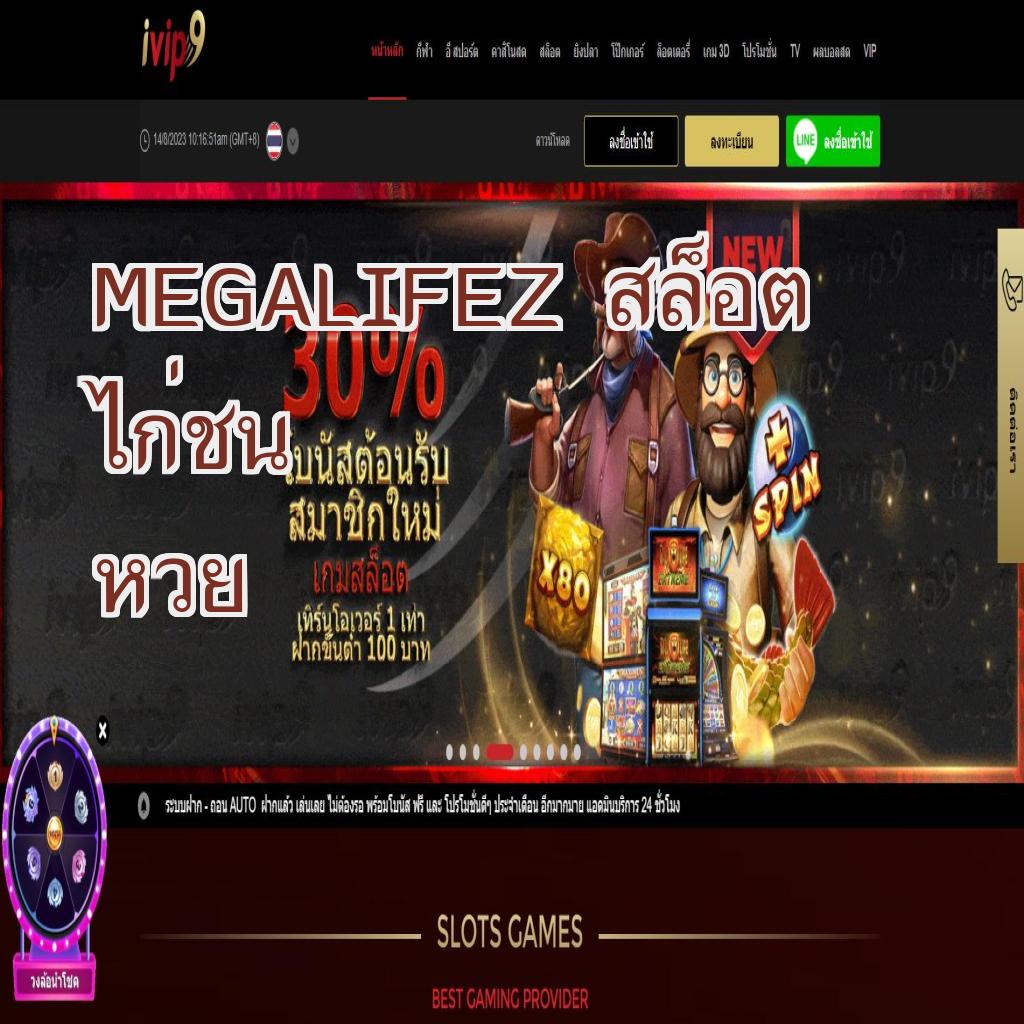 ivip9
หน้าหลัก กีฬา อี สปอร์ต คาสิโนสด สล็อต ยิงปลา โป๊กเกอร์ ล็อตเตอรี่ เกม 3D โปรโมชั่น TV ผลบอลสด VIP
14/8/2023 10:16:51am (GMT+8)
ดาวน์โหลด ลงชื่อเข้าใช้ ลงทะเบียน LINE ลงชื่อเข้าใช้
NEW
MEGALIFEZ สล็อต
ไก่ชน
หวย
30%
โบนัสต้อนรับ
สมาชิกใหม่
เกมสล็อต
เทิร์นโอเวอร์ 1 เท่า
ฝากขั้นต่ำ 100 บาท
X80
+
SPIN
EXTREME
ติดต่อเรา
X
ระบบฝาก - ถอน AUTO ฝากแล้ว เล่นเลย ไม่ต้องรอ พร้อมโบนัส ฟรี และ โปรโมชั่นดีๆ ประจำเดือน อีกมากมาย แอดมินบริการ 24 ชั่วโมง
วงล้อนำโชค
SLOTS GAMES
BEST GAMING PROVIDER